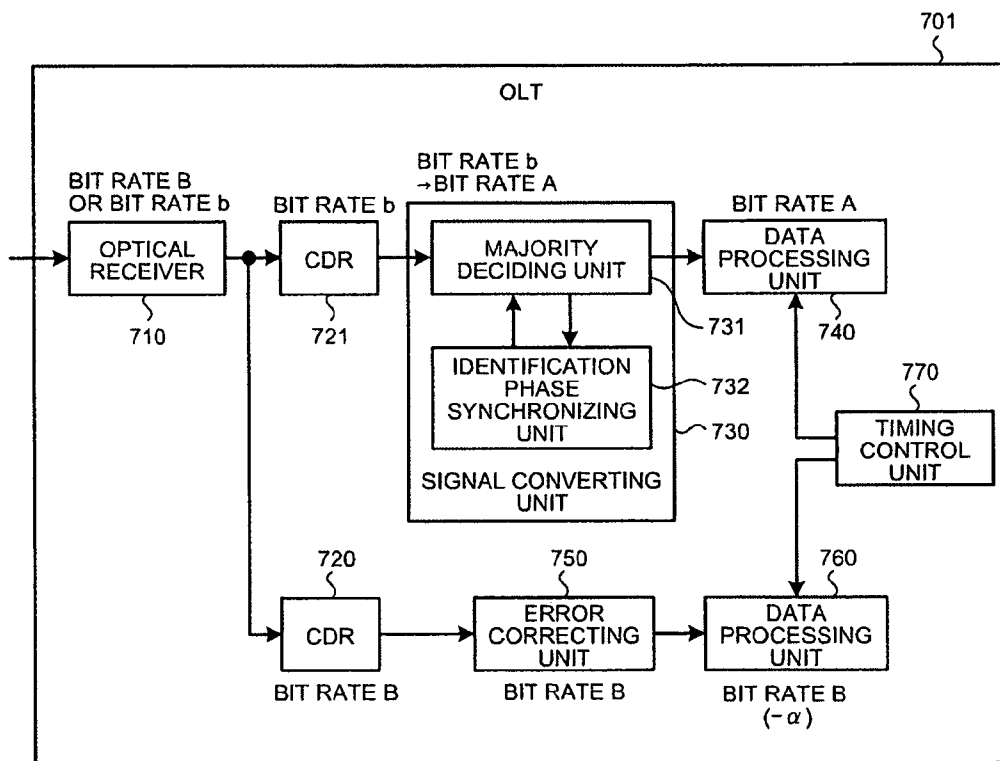 701
OLT
BIT RATE B
OR BIT RATE b
BIT RATE b
BIT RATE b
→BIT RATE A
BIT RATE A
OPTICAL
RECEIVER
CDR
MAJORITY
DECIDING UNIT
DATA
PROCESSING
UNIT
710
721
731
740
IDENTIFICATION
PHASE
SYNCHRONIZING
UNIT
732
730
770
TIMING
CONTROL
UNIT
SIGNAL CONVERTING
UNIT
720
750
760
CDR
ERROR
CORRECTING
UNIT
DATA
PROCESSING
UNIT
BIT RATE B
BIT RATE B
BIT RATE B
(-α)